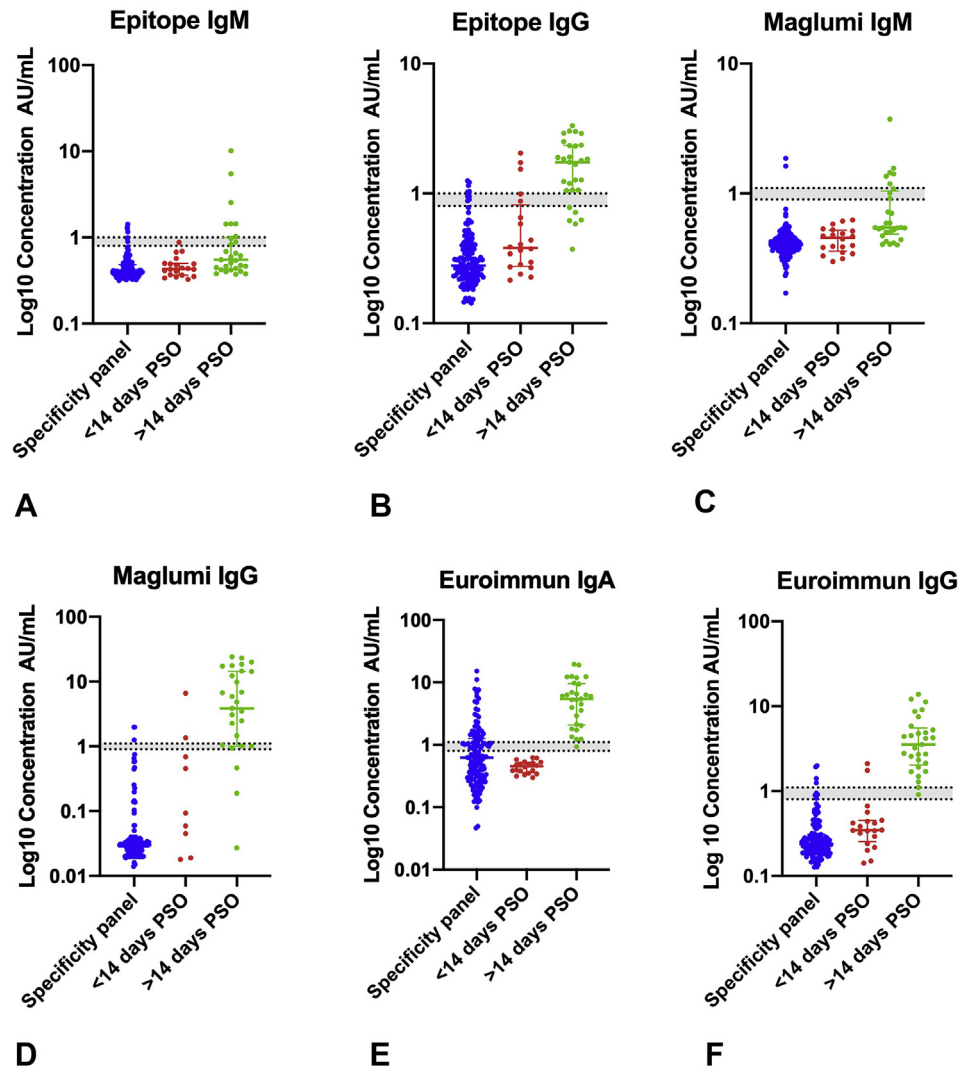 Epitope IgM
Log10 Concentration AU/mL
100
10
1
0.1
Specificity panel
<14 days PSO
>14 days PSO
A
Epitope IgG
Log10 Concentration AU/mL
10
1
0.1
Specificity panel
<14 days PSO
>14 days PSO
B
Maglumi IgM
Log10 Concentration AU/mL
10
1
0.1
Specificity panel
<14 days PSO
>14 days PSO
C
Maglumi IgG
Log10 Concentration AU/mL
100
10
1
0.1
0.01
Specificity panel
<14 days PSO
>14 days PSO
D
Euroimmun IgA
Log10 Concentration AU/mL
100
10
1
0.1
0.01
Specificity panel
<14 days PSO
>14 days PSO
E
Euroimmun IgG
Log 10 Concentration AU/mL
100
10
1
0.1
Specificity panel
<14 days PSO
>14 days PSO
F